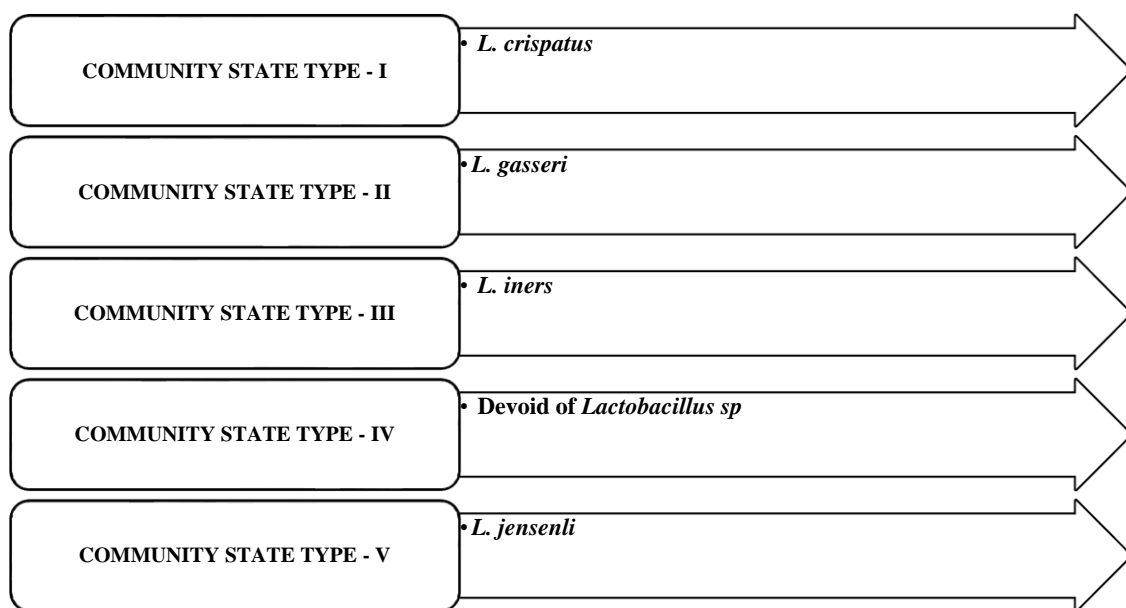 COMMUNITY STATE TYPE - I
• L. crispatus
COMMUNITY STATE TYPE - II
• L. gasseri
COMMUNITY STATE TYPE - III
• L. iners
COMMUNITY STATE TYPE - IV
• Devoid of Lactobacillus sp
COMMUNITY STATE TYPE - V
• L. jensenli